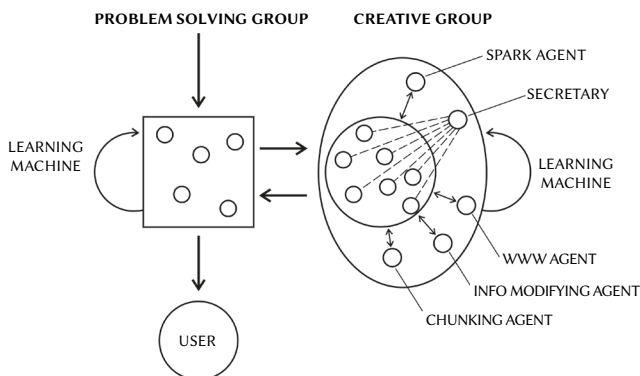 PROBLEM SOLVING GROUP
CREATIVE GROUP
SPARK AGENT
SECRETARY
LEARNING
MACHINE
LEARNING
MACHINE
WWW AGENT
INFO MODIFYING AGENT
CHUNKING AGENT
USER